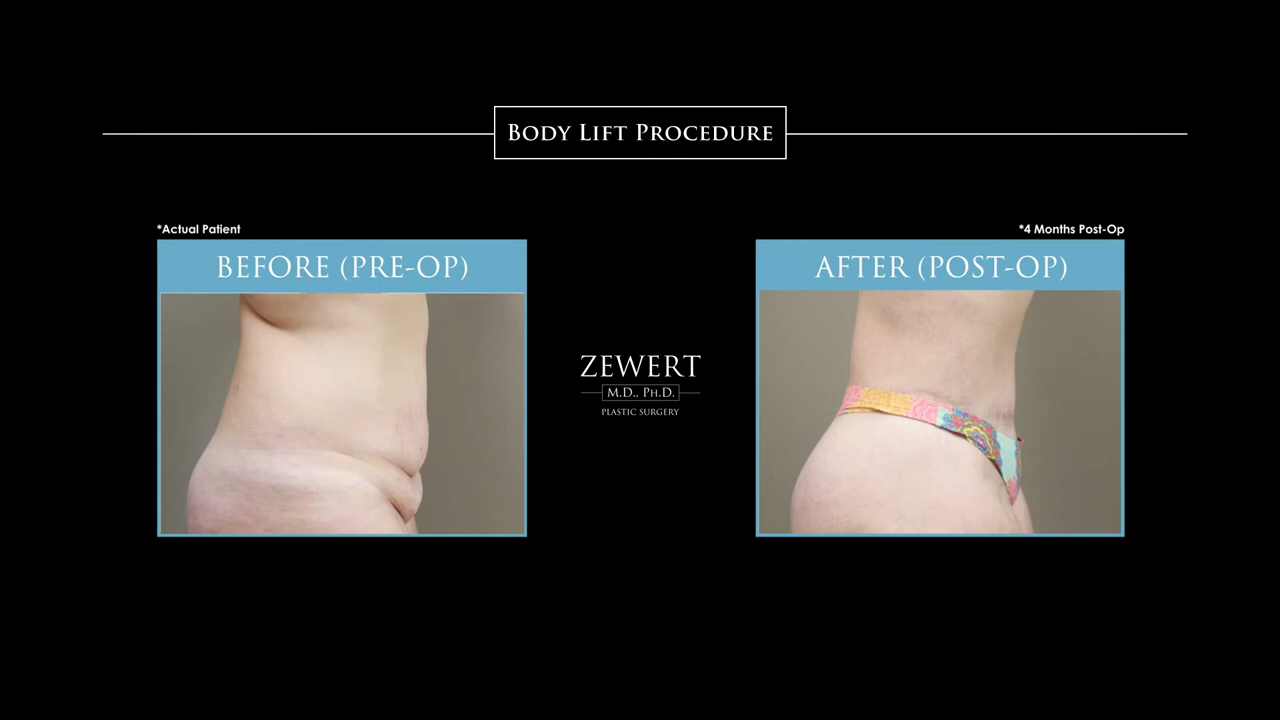 BODY LIFT PROCEDURE
*Actual Patient
*4 Months Post-Op
BEFORE (PRE-OP)
AFTER (POST-OP)
ZEWERT
M.D., PH.D.
PLASTIC SURGERY